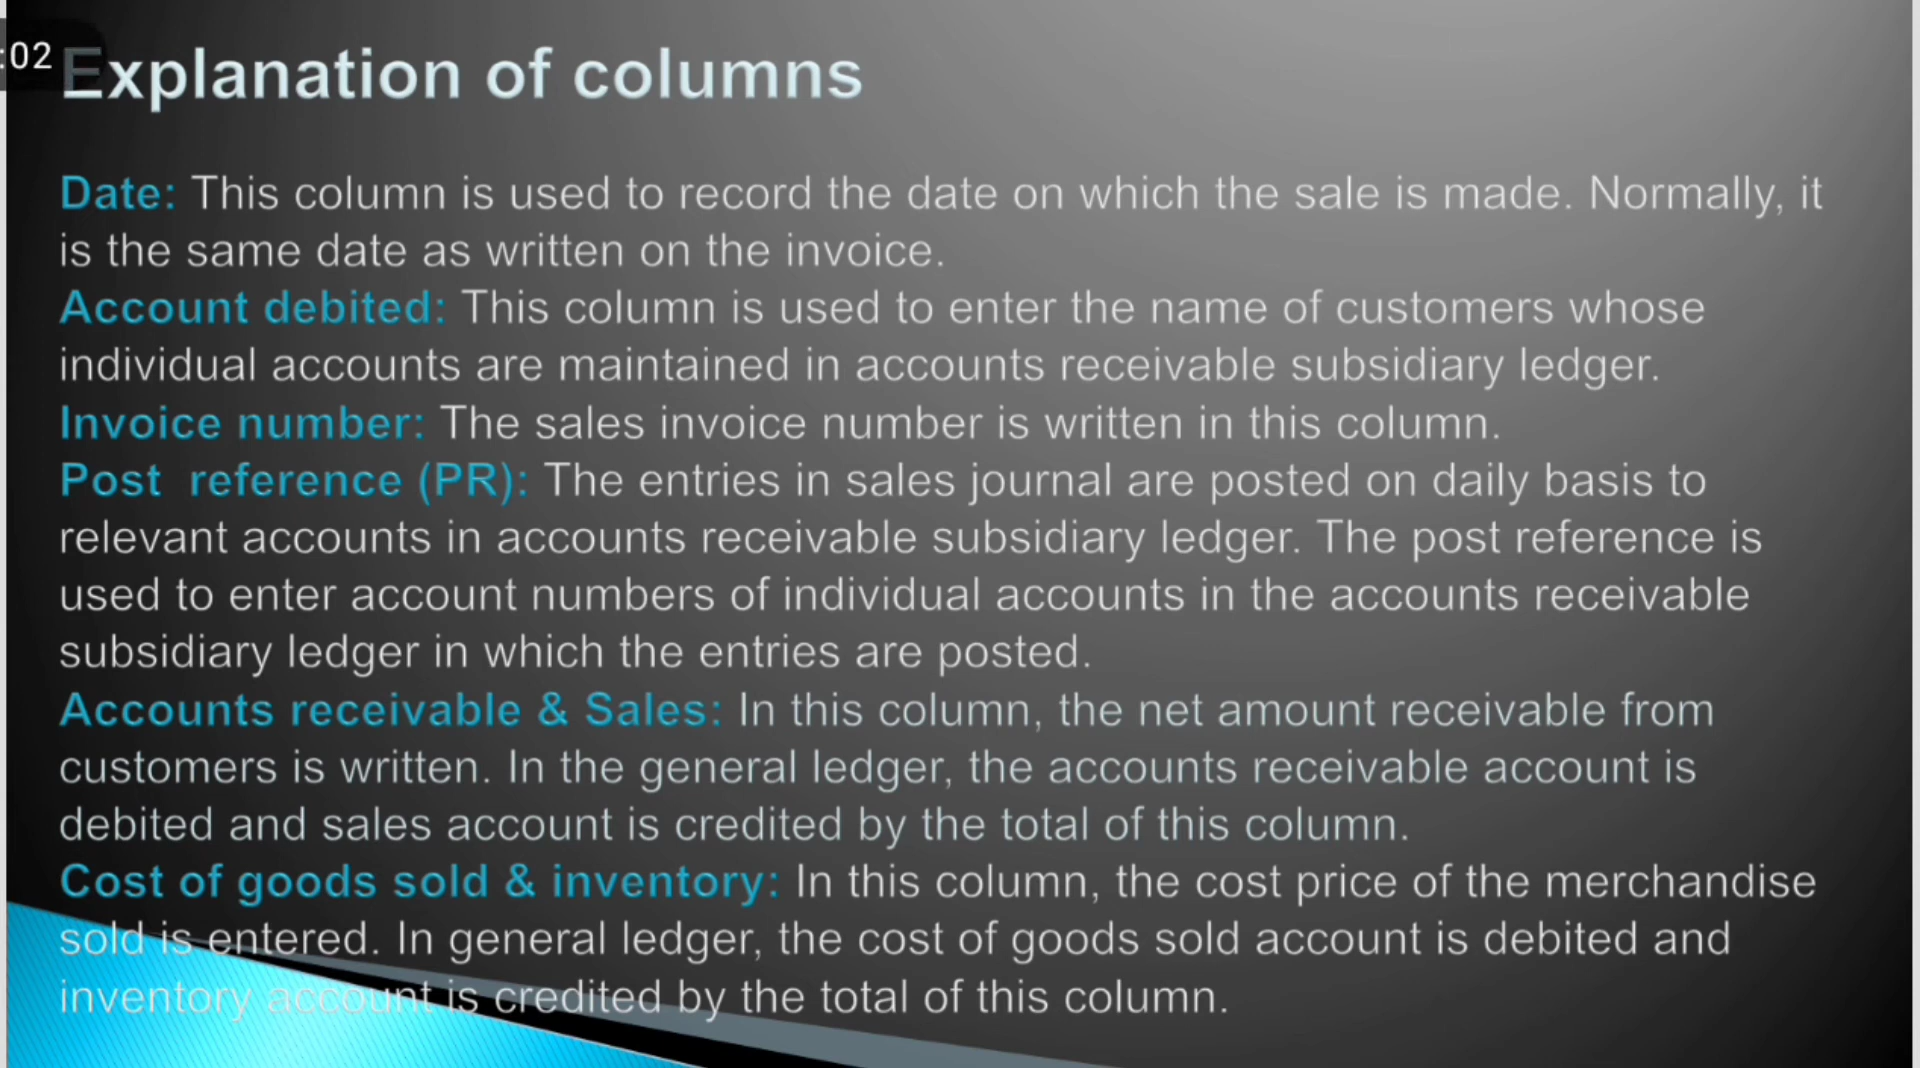 :02
Explanation of columns
Date: This column is used to record the date on which the sale is made. Normally, it
is the same date as written on the invoice.
Account debited: This column is used to enter the name of customers whose
individual accounts are maintained in accounts receivable subsidiary ledger.
Invoice number: The sales invoice number is written in this column.
Post  reference (PR): The entries in sales journal are posted on daily basis to
relevant accounts in accounts receivable subsidiary ledger. The post reference is
used to enter account numbers of individual accounts in the accounts receivable
subsidiary ledger in which the entries are posted.
Accounts receivable & Sales: In this column, the net amount receivable from
customers is written. In the general ledger, the accounts receivable account is
debited and sales account is credited by the total of this column.
Cost of goods sold & inventory: In this column, the cost price of the merchandise
sold is entered. In general ledger, the cost of goods sold account is debited and
inventory account is credited by the total of this column.